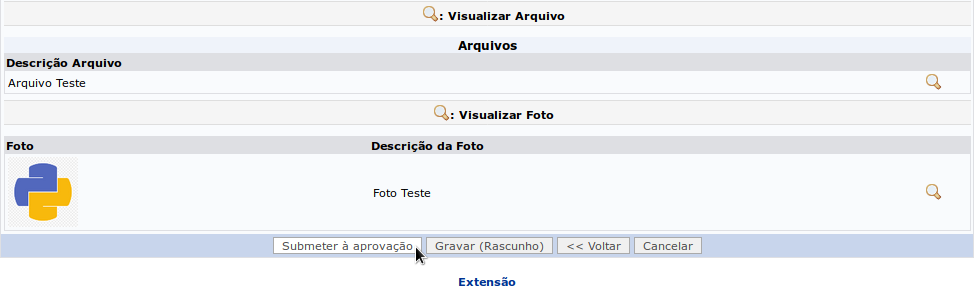 : Visualizar Arquivo
Arquivos
Descrição Arquivo
Arquivo Teste
: Visualizar Foto
Foto Descrição da Foto
Foto Teste
Submeter à aprovação Gravar (Rascunho) << Voltar Cancelar
Extensão